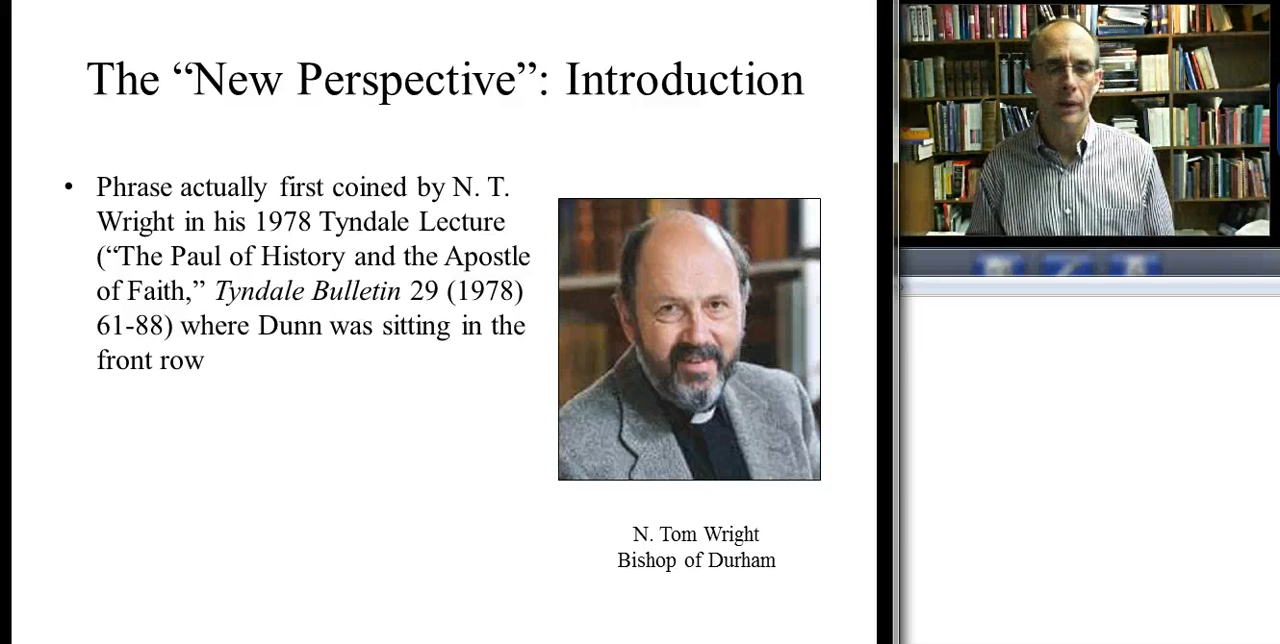 The “New Perspective”: Introduction
• Phrase actually first coined by N. T.
Wright in his 1978 Tyndale Lecture
(“The Paul of History and the Apostle
of Faith,” Tyndale Bulletin 29 (1978)
61-88) where Dunn was sitting in the
front row
N. Tom Wright
Bishop of Durham